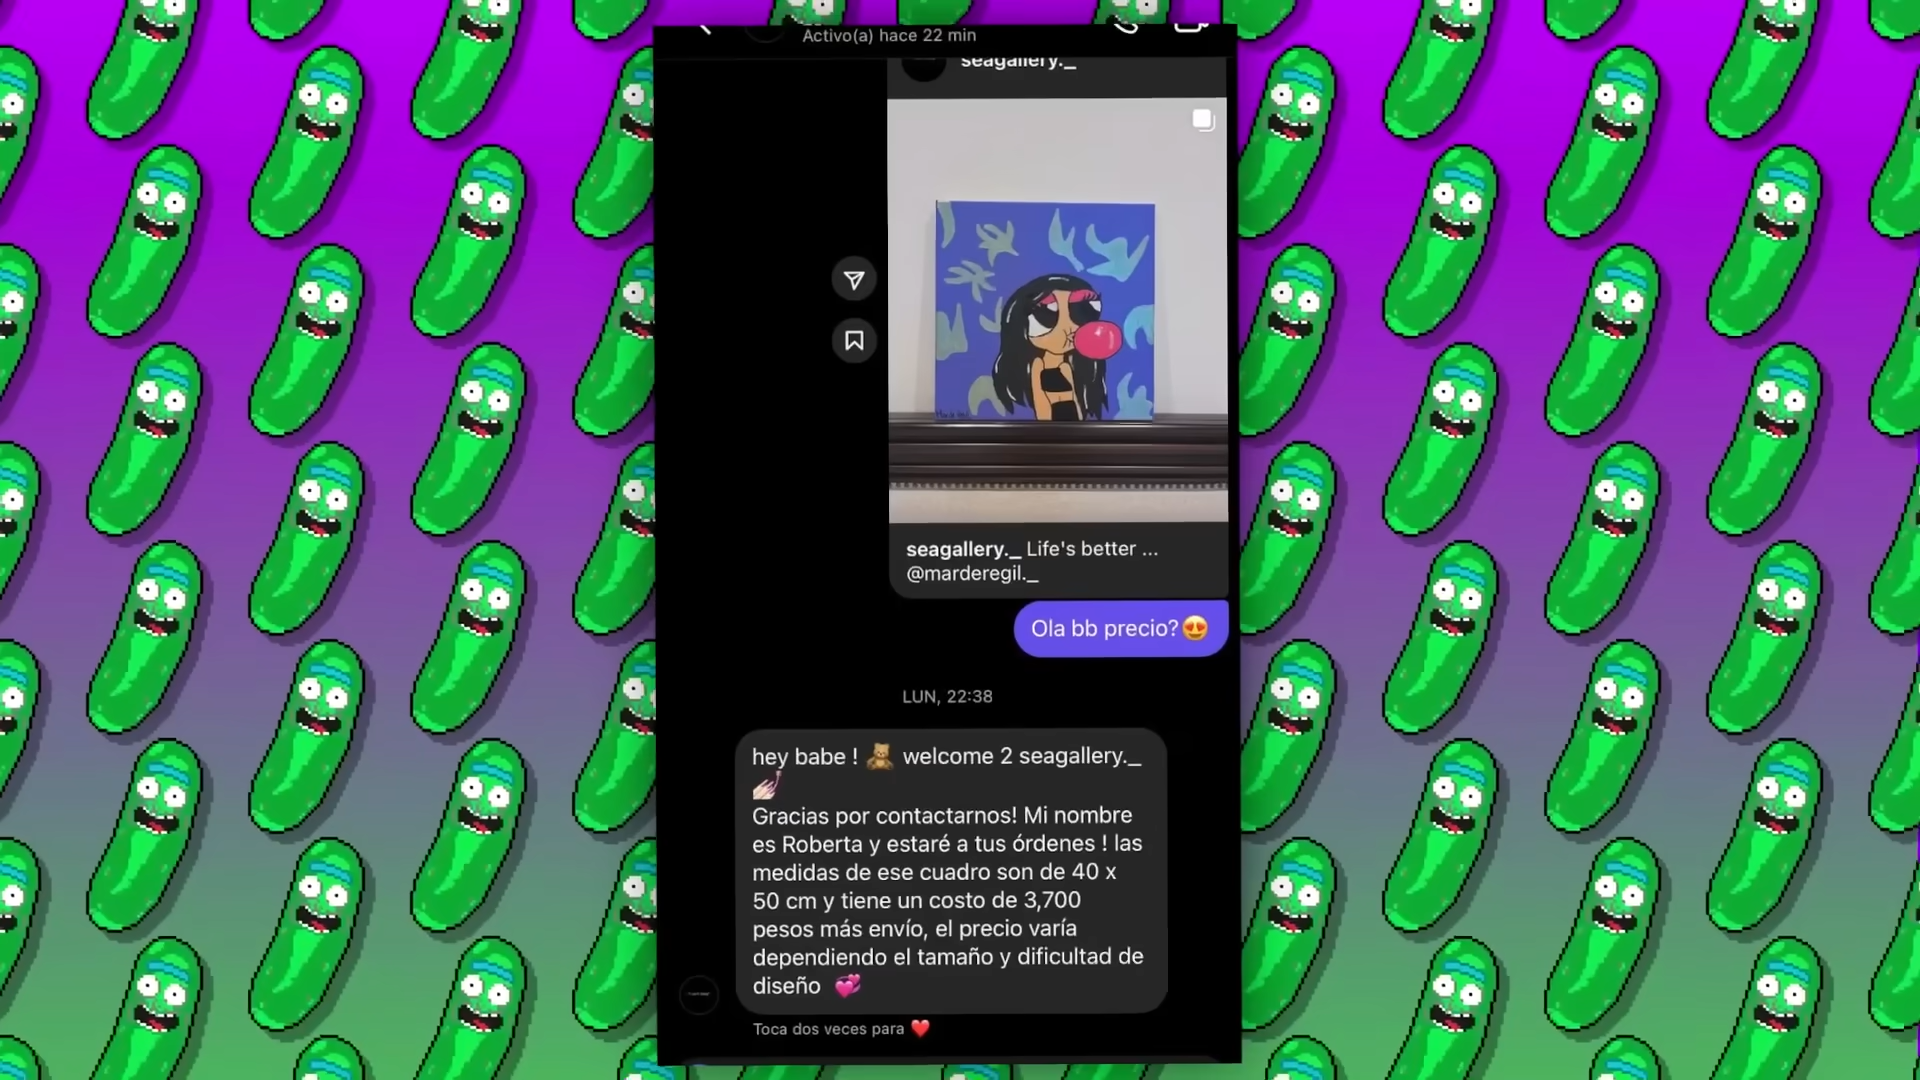 Activo(a) hace 22 min
seagallery._
seagallery._ Life's better ...
@marderegil._
Ola bb precio?😍
LUN, 22:38
hey babe ! 🧸 welcome 2 seagallery._
💅🏻
Gracias por contactarnos! Mi nombre
es Roberta y estaré a tus órdenes ! las
medidas de ese cuadro son de 40 x
50 cm y tiene un costo de 3,700
pesos más envío, el precio varía
dependiendo el tamaño y dificultad de
diseño 💞
Toca dos veces para ❤️